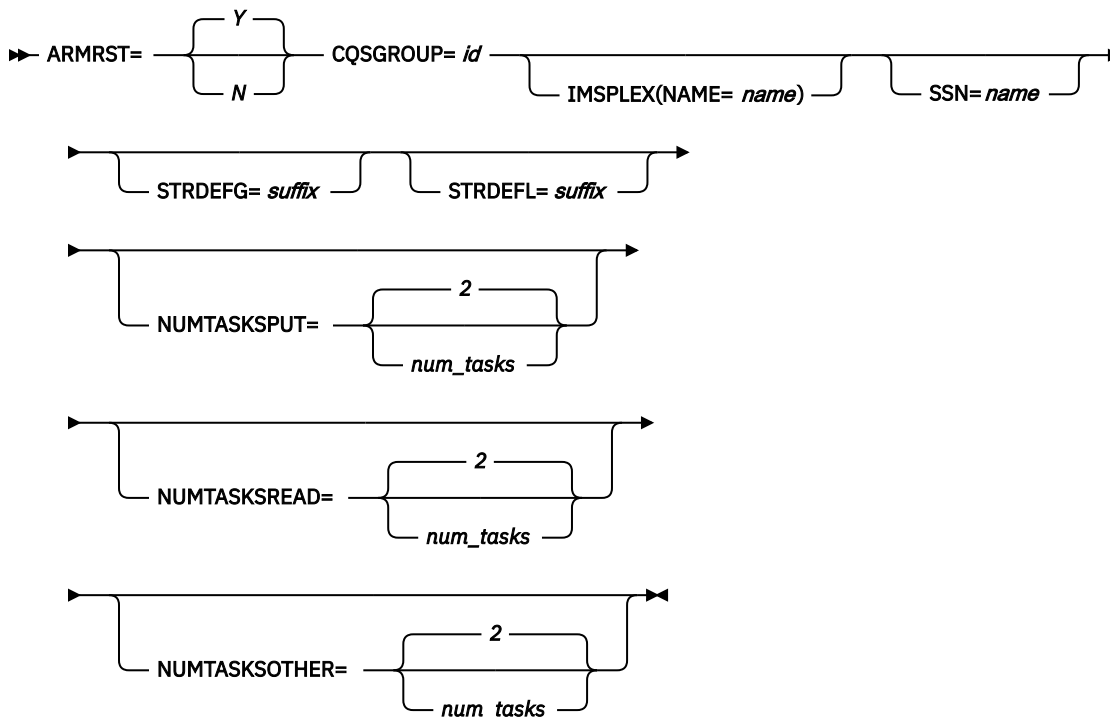 Y
ARMRST= CQSGROUP= id
N
IMSPLEX(NAME= name) SSN= name
STRDEFG= suffix STRDEFL= suffix
2
NUMTASKSPUT=
num_tasks
2
NUMTASKSREAD=
num_tasks
2
NUMTASKSOTHER=
num_tasks